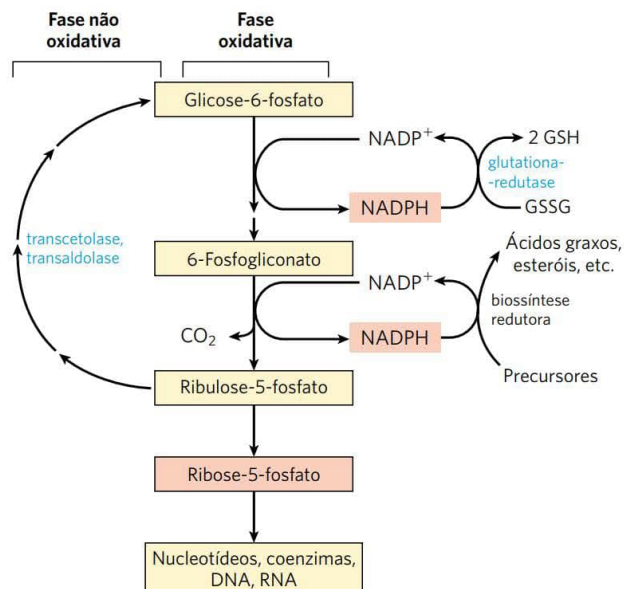 Fase não
oxidativa
Fase
oxidativa
Glicose-6-fosfato
NADP+
2 GSH
glutationa-
-redutase
NADPH
GSSG
transcetolase,
transaldolase
6-Fosfogliconato
Ácidos graxos,
esteróis, etc.
NADP+
biossíntese
redutora
CO2
NADPH
Precursores
Ribulose-5-fosfato
Ribose-5-fosfato
Nucleotídeos, coenzimas,
DNA, RNA